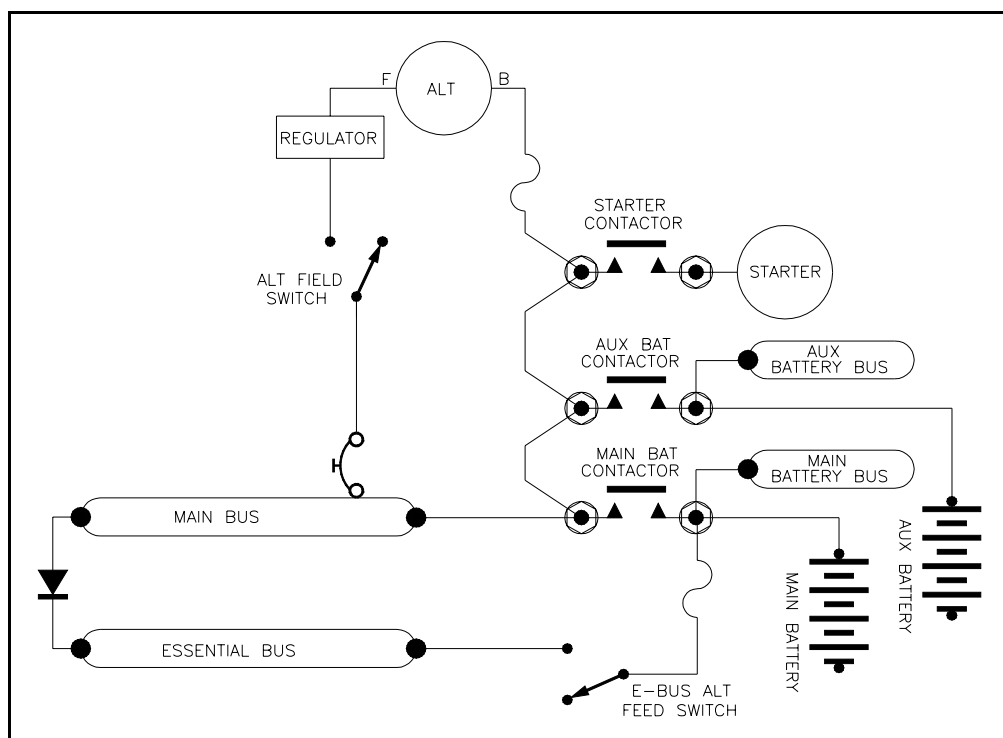 F
ALT
B
REGULATOR
STARTER
CONTACTOR
ALT FIELD
SWITCH
STARTER
AUX BAT
CONTACTOR
AUX
BATTERY BUS
MAIN BAT
CONTACTOR
MAIN
BATTERY BUS
MAIN BUS
AUX BATTERY
MAIN BATTERY
ESSENTIAL BUS
E-BUS ALT
FEED SWITCH